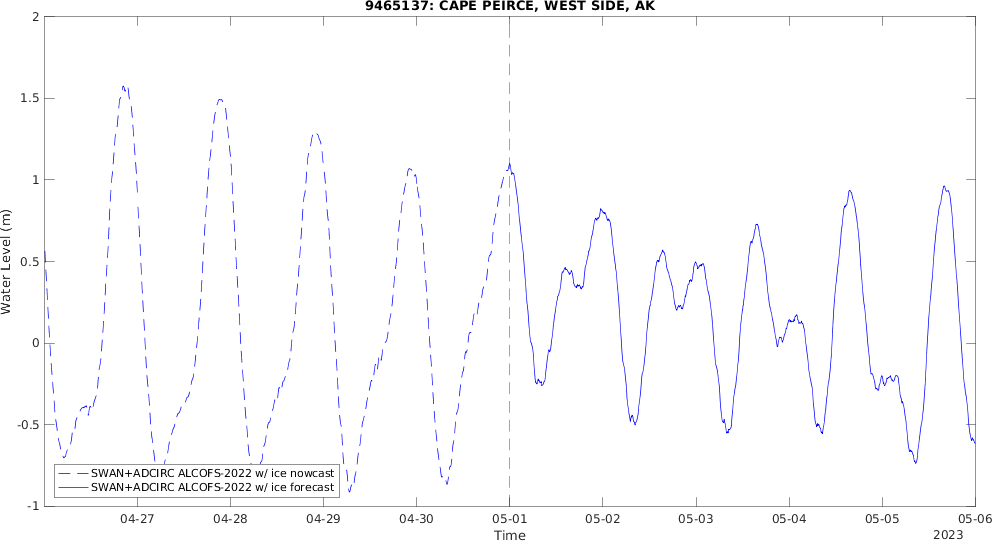 9465137: CAPE PEIRCE, WEST SIDE, AK
2
1.5
1
0.5
0
-0.5
-1
Water Level (m)
SWAN+ADCIRC ALCOFS-2022 w/ ice nowcast
SWAN+ADCIRC ALCOFS-2022 w/ ice forecast
04-27 04-28 04-29 04-30 05-01 05-02 05-03 05-04 05-05 05-06
Time
2023